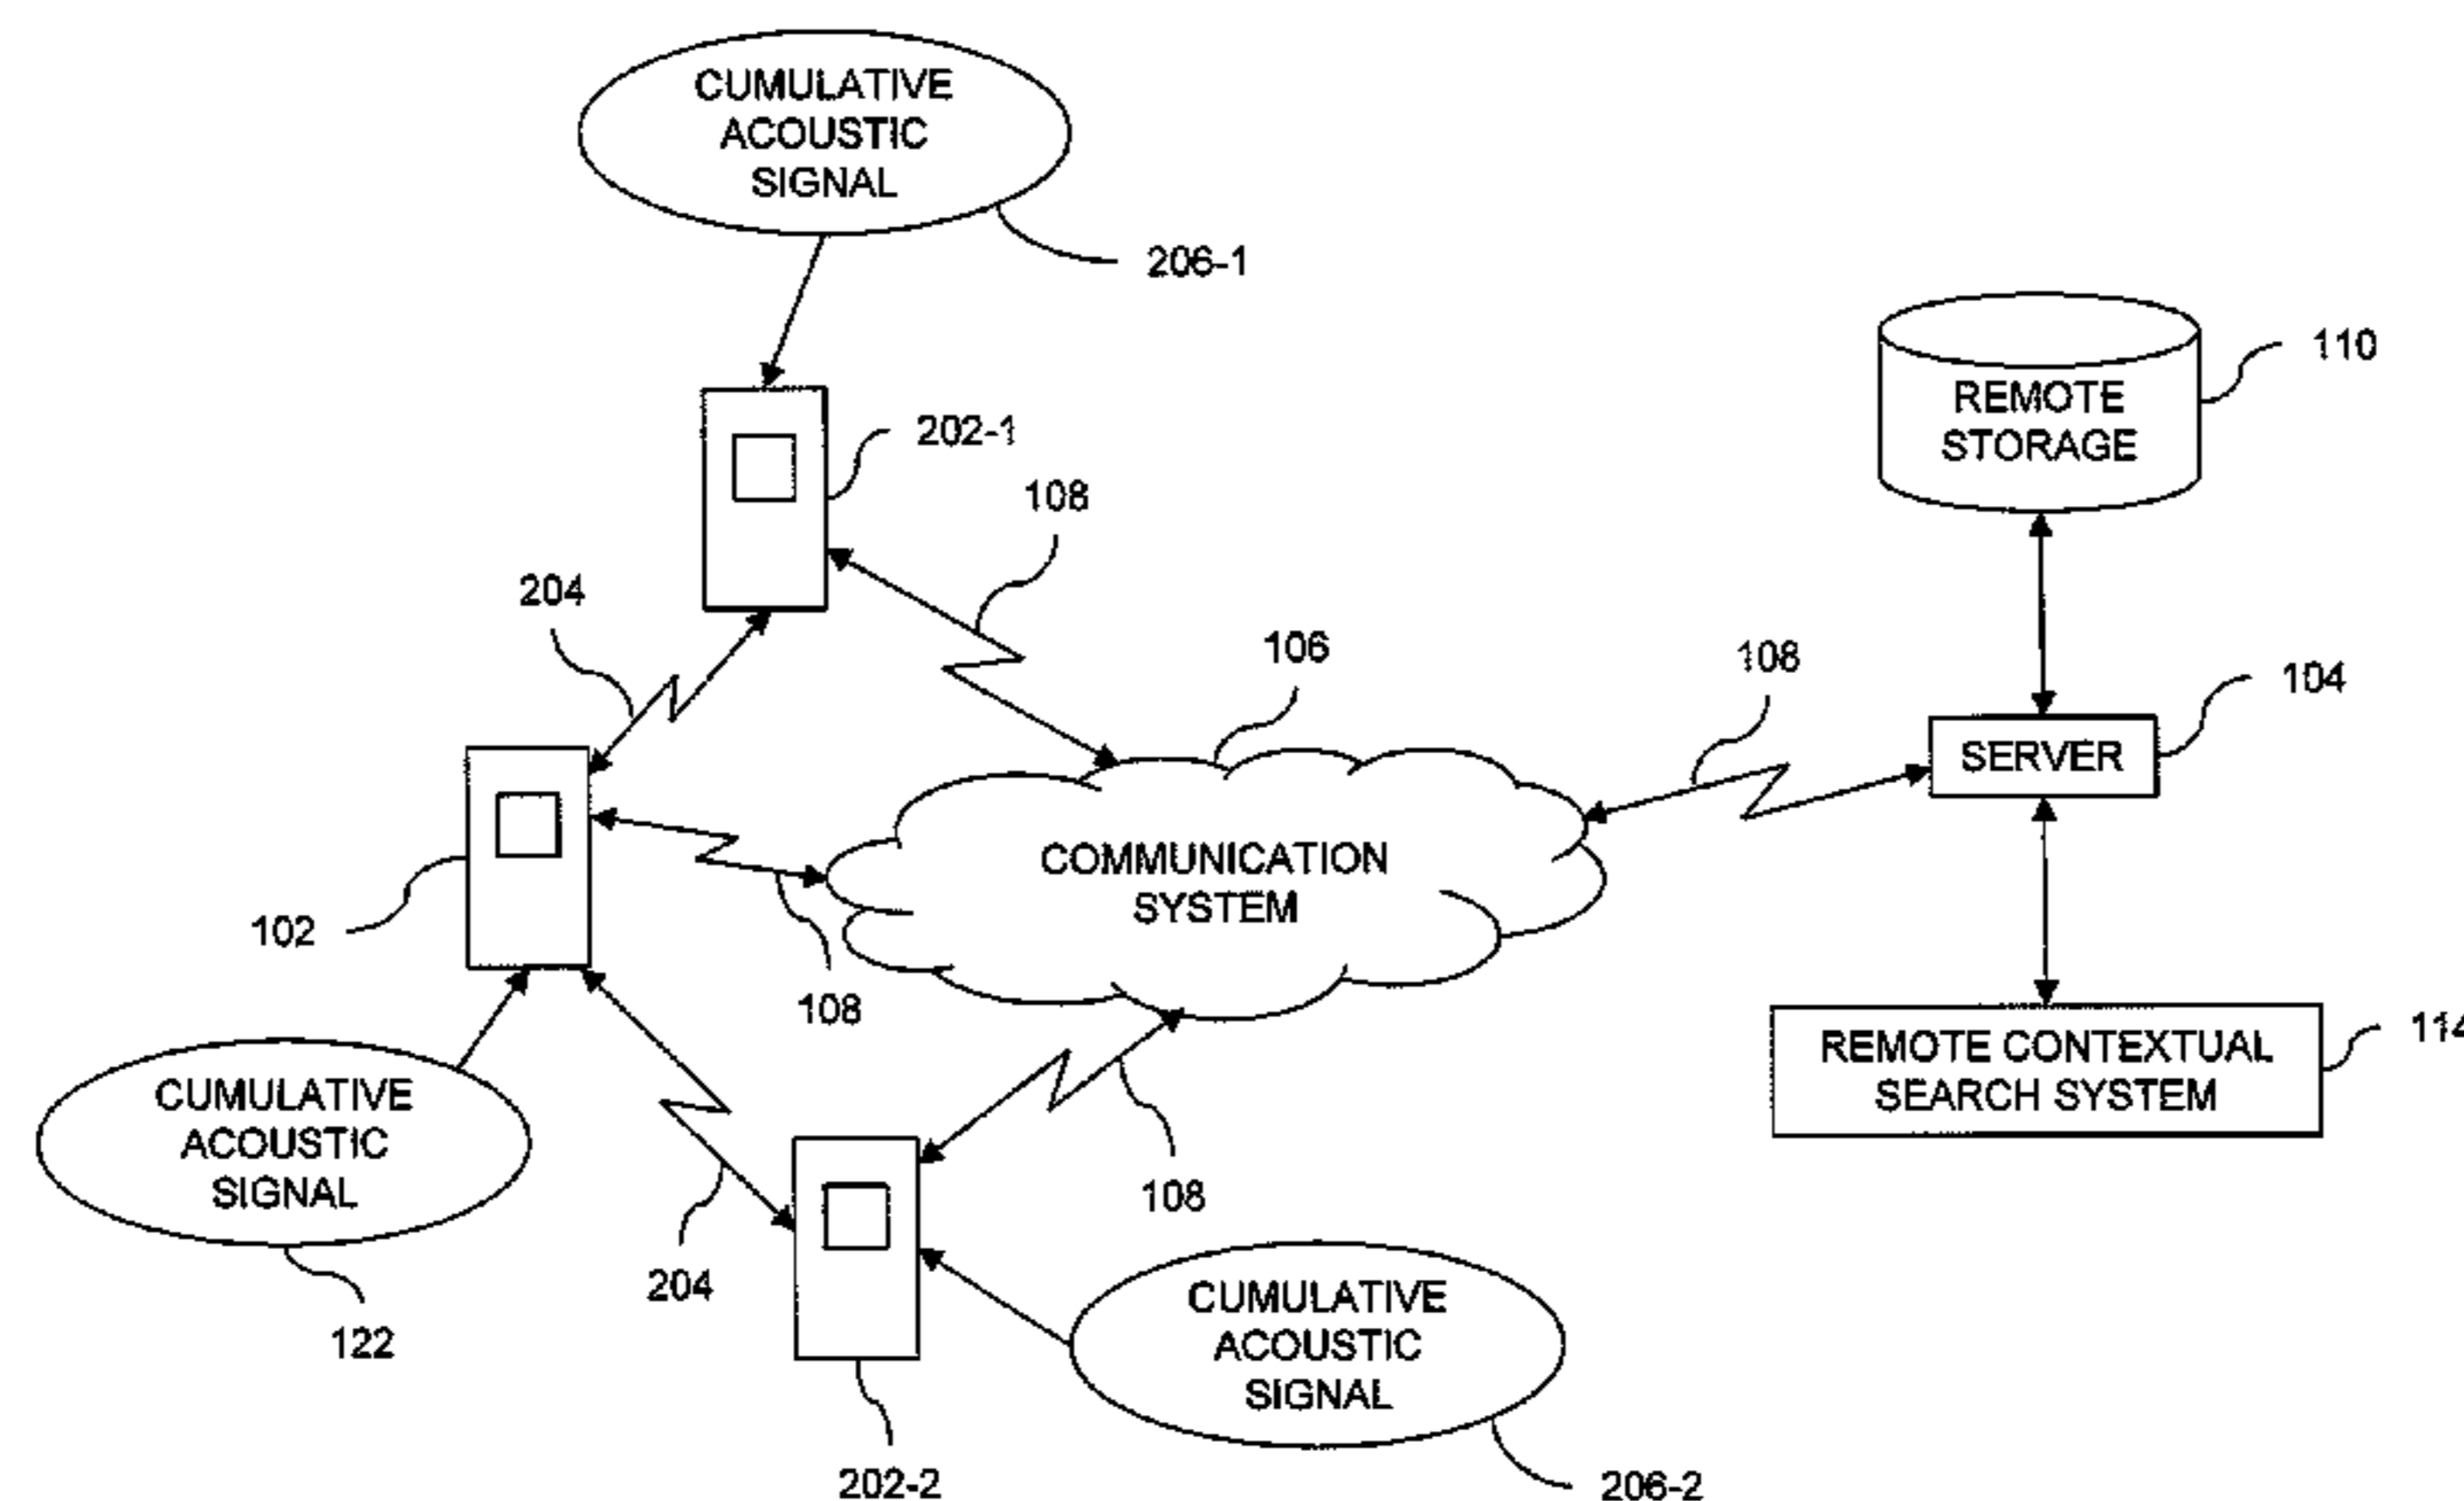 CUMULATIVE
ACOUSTIC
SIGNAL
206-1
110
REMOTE
STORAGE
202-1
108
204
106
108
104
SERVER
COMMUNICATION
SYSTEM
102
108
114
REMOTE CONTEXTUAL
SEARCH SYSTEM
CUMULATIVE
ACOUSTIC
SIGNAL
108
204
122
CUMULATIVE
ACOUSTIC
SIGNAL
202-2
206-2